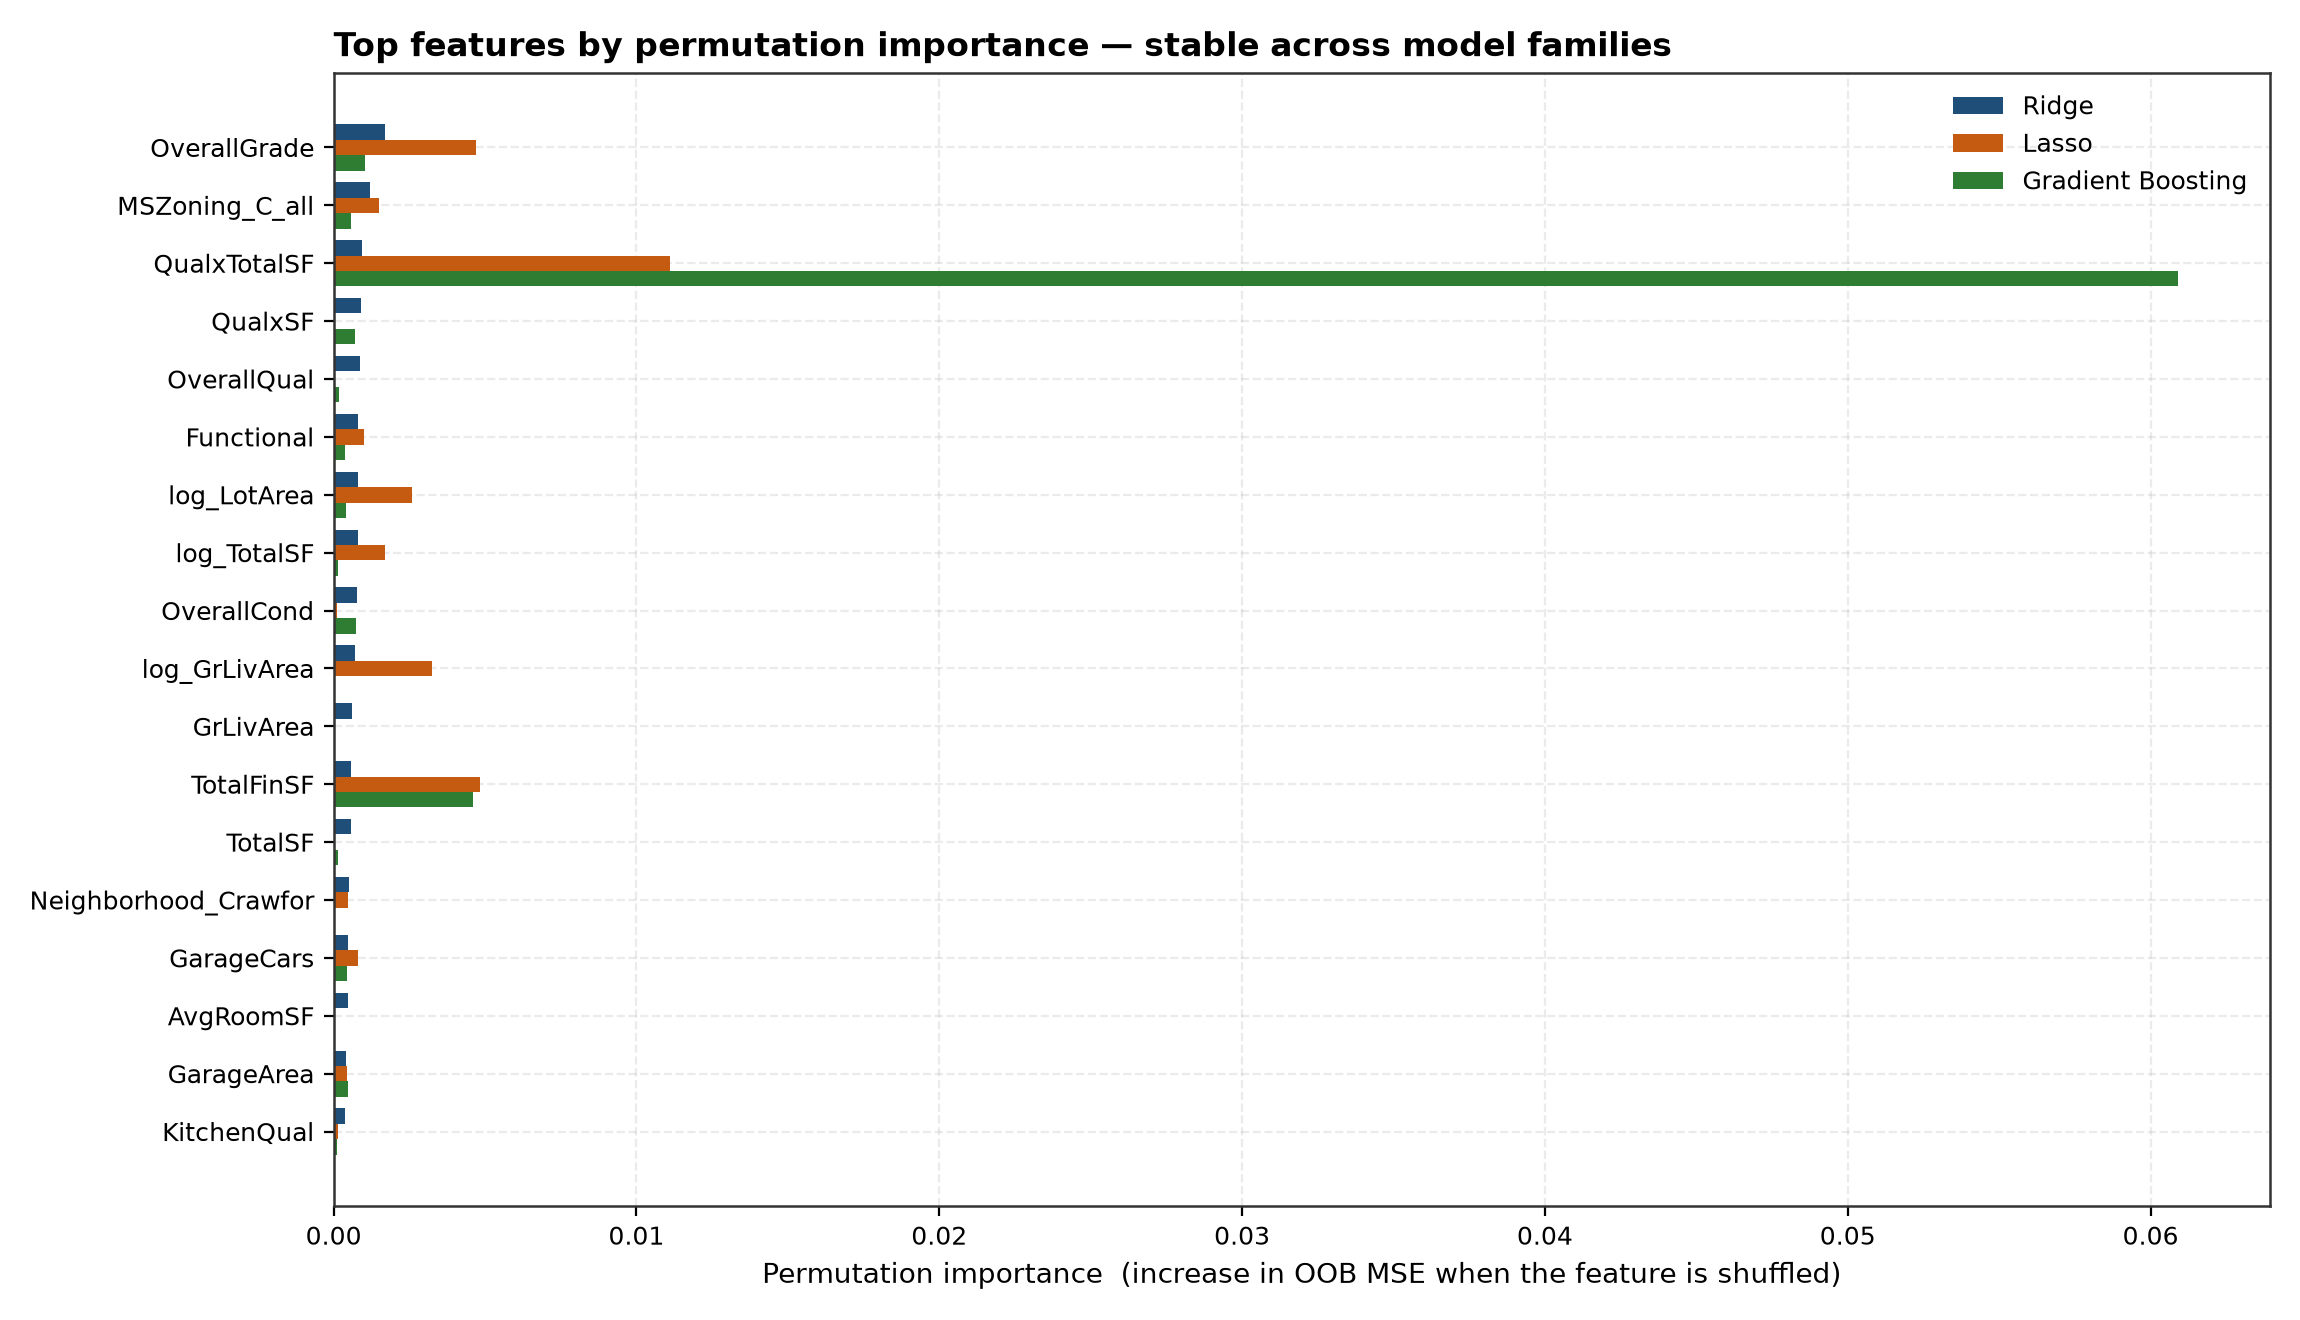 Top features by permutation importance — stable across model families
Ridge
Lasso
Gradient Boosting
OverallGrade
MSZoning_C_all
QualxTotalSF
QualxSF
OverallQual
Functional
log_LotArea
log_TotalSF
OverallCond
log_GrLivArea
GrLivArea
TotalFinSF
TotalSF
Neighborhood_Crawfor
GarageCars
AvgRoomSF
GarageArea
KitchenQual
0.00 0.01 0.02 0.03 0.04 0.05 0.06
Permutation importance (increase in OOB MSE when the feature is shuffled)